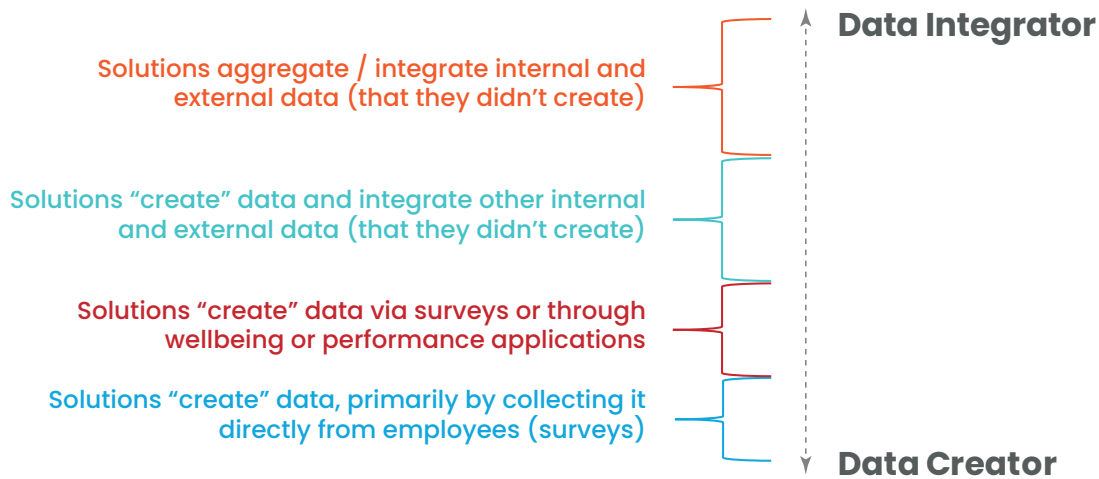 Data Integrator
Solutions aggregate / integrate internal and
external data (that they didn’t create)
Solutions “create” data and integrate other internal
and external data (that they didn’t create)
Solutions “create” data via surveys or through
wellbeing or performance applications
Solutions “create” data, primarily by collecting it
directly from employees (surveys)
Data Creator